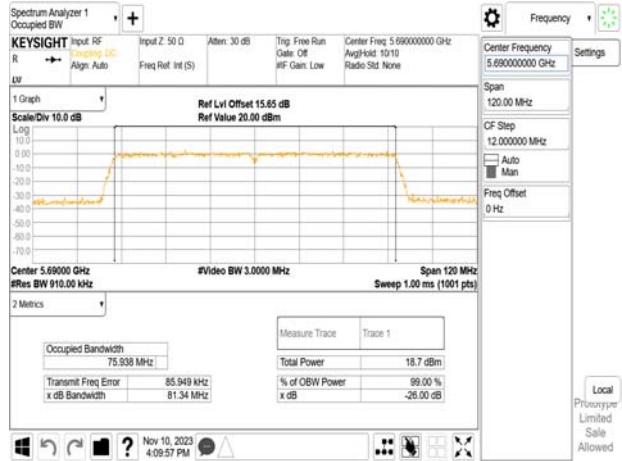 Spectrum Analyzer 1
Occupied BW
+
Frequency
KEYSIGHT
R
Input: RF
Coupling: DC
Align: Auto
Input Z: 50 Ω
Freq Ref: Int (S)
Atten: 30 dB
Trig: Free Run
Gate: Off
#IF Gain: Low
Center Freq: 5.690000000 GHz
Avg|Hold: 10/10
Radio Std: None
Center Frequency
5.690000000 GHz
Settings
Span
120.00 MHz
CF Step
12.000000 MHz
Auto
Man
Freq Offset
0 Hz
1 Graph
Scale/Div 10.0 dB
Ref Lvl Offset 15.65 dB
Ref Value 20.00 dBm
Log
10.0
0.00
-10.0
-20.0
-30.0
-40.0
-50.0
-60.0
-70.0
Center 5.69000 GHz
#Video BW 3.0000 MHz
Span 120 MHz
#Res BW 910.00 kHz
Sweep 1.00 ms (1001 pts)
2 Metrics
Measure Trace
Trace 1
Occupied Bandwidth
75.938 MHz
Total Power
18.7 dBm
Transmit Freq Error
85.949 kHz
% of OBW Power
99.00 %
x dB Bandwidth
81.34 MHz
x dB
-26.00 dB
Local
Prototype
Limited
Sale
Allowed
?
Nov 10, 2023
4:09:57 PM